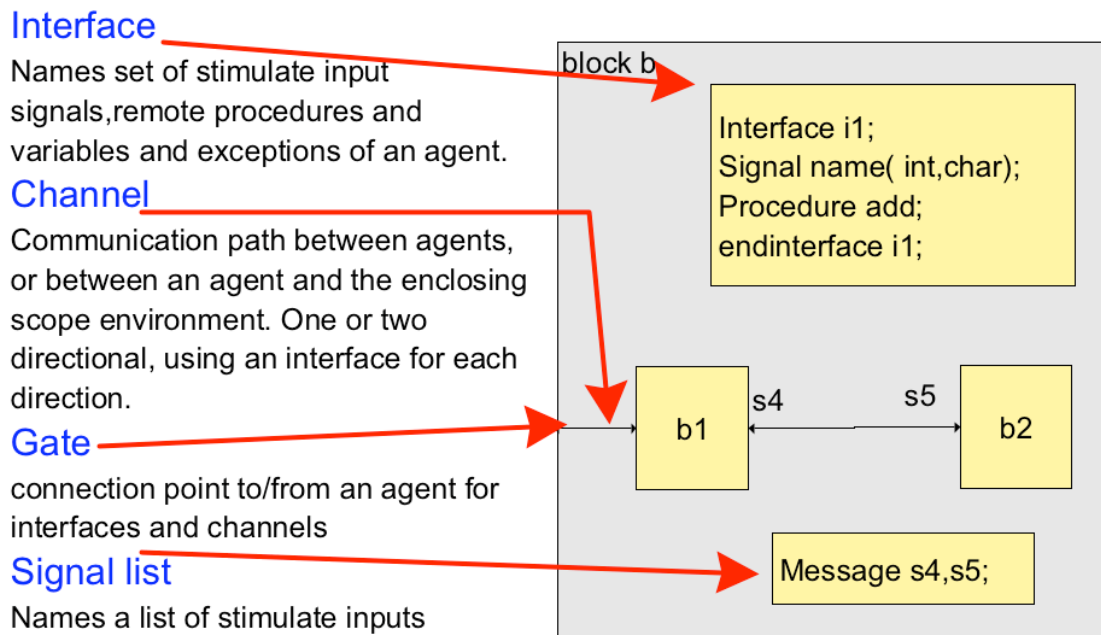 Interface
Names set of stimulate input
signals,remote procedures and
variables and exceptions of an agent.
Channel
Communication path between agents,
or between an agent and the enclosing
scope environment. One or two
directional, using an interface for each
direction.
Gate
connection point to/from an agent for
interfaces and channels
Signal list
Names a list of stimulate inputs
block b
Interface i1;
Signal name( int,char);
Procedure add;
endinterface i1;
b1
s4
s5
b2
Message s4,s5;